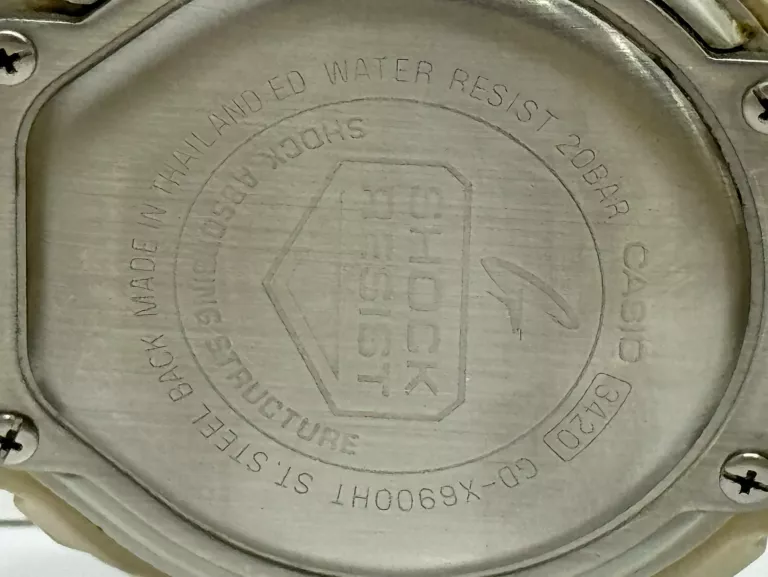 CASIO 3420
GD-X6900HT ST.STEEL BACK MADE IN THAILAND·ED WATER RESIST 20BAR
SHOCK ABSORBING STRUCTURE
G
SHOCK
RESIST